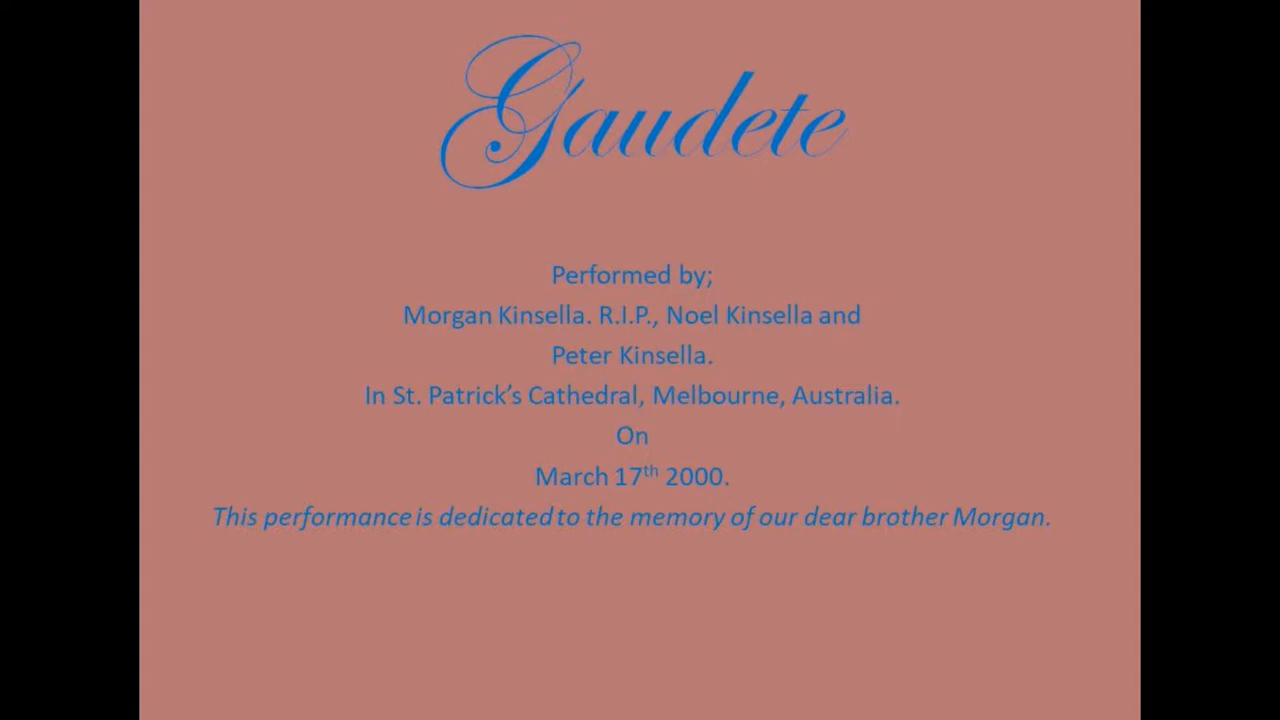 Gaudete
Performed by;
Morgan Kinsella. R.I.P., Noel Kinsella and
Peter Kinsella.
In St. Patrick’s Cathedral, Melbourne, Australia.
On
March 17th 2000.
This performance is dedicated to the memory of our dear brother Morgan.